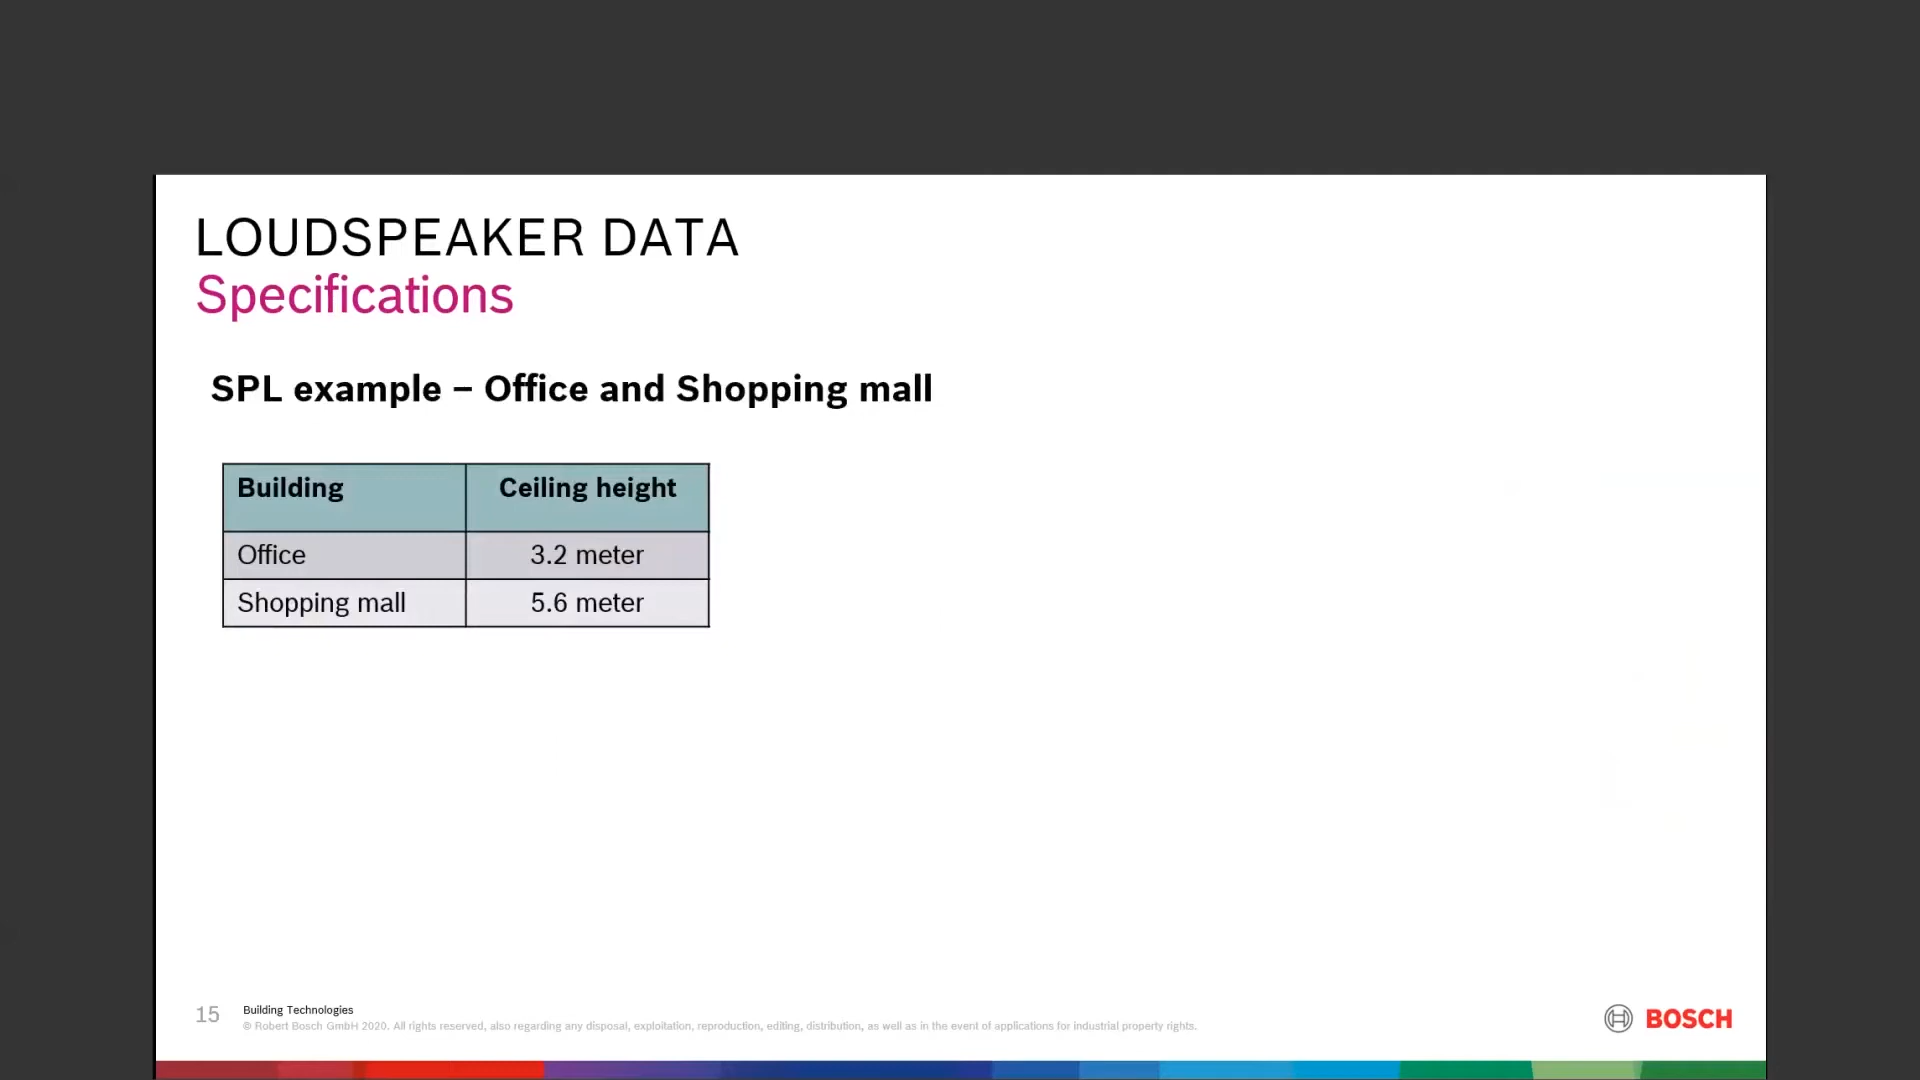 LOUDSPEAKER DATA
Specifications
SPL example – Office and Shopping mall
Building Ceiling height
Office 3.2 meter
Shopping mall 5.6 meter
15 Building Technologies
© Robert Bosch GmbH 2020. All rights reserved, also regarding any disposal, exploitation, reproduction, editing, distribution, as well as in the event of applications for industrial property rights.
BOSCH